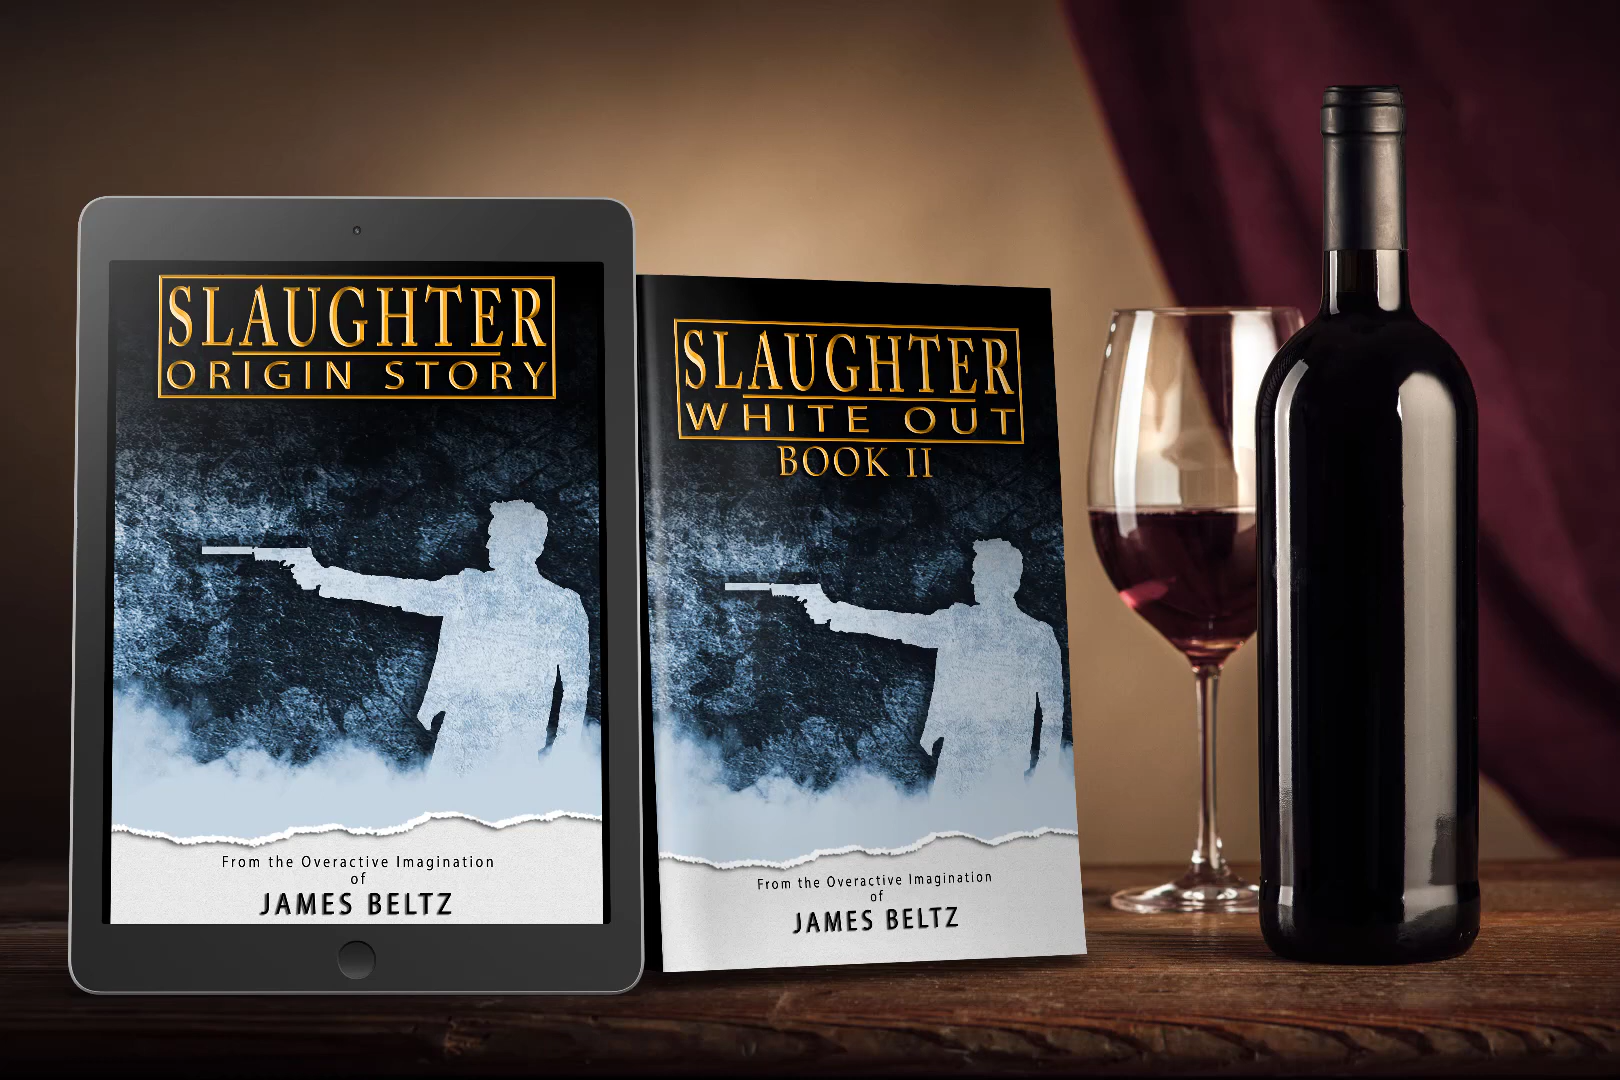 SLAUGHTER
ORIGIN STORY
From the Overactive Imagination
of
JAMES BELTZ
SLAUGHTER
WHITE OUT
BOOK II
From the Overactive Imagination
of
JAMES BELTZ